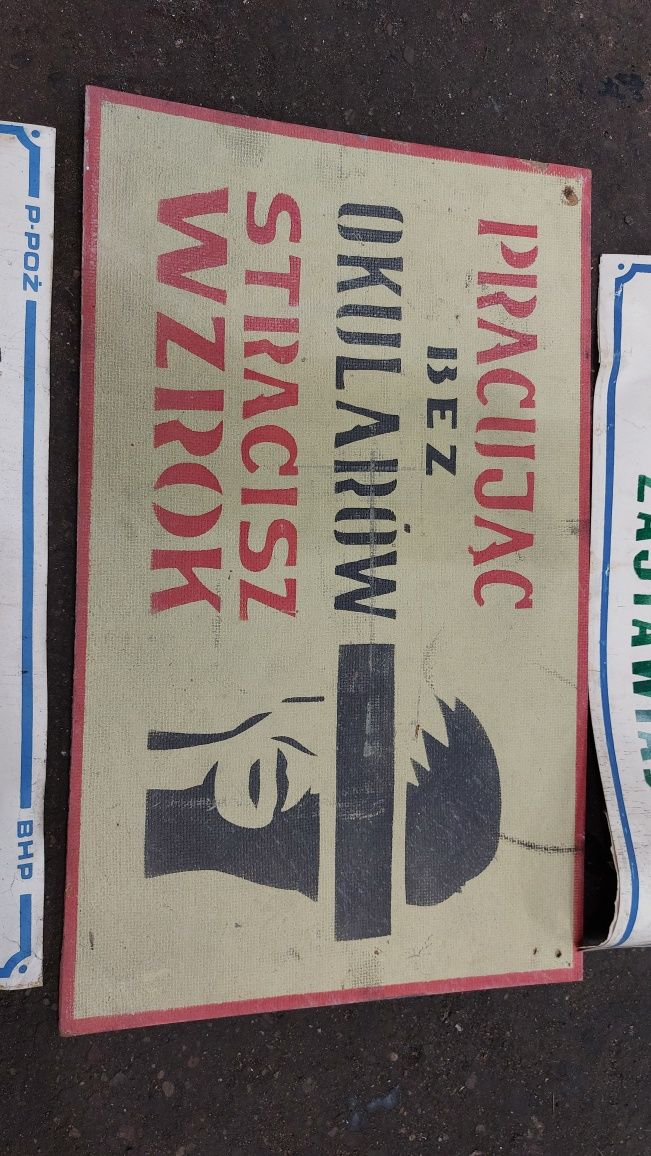 PRACUJĄC
BEZ
OKULARÓW
STRACISZ
WZROK
P-POŻ
BHP